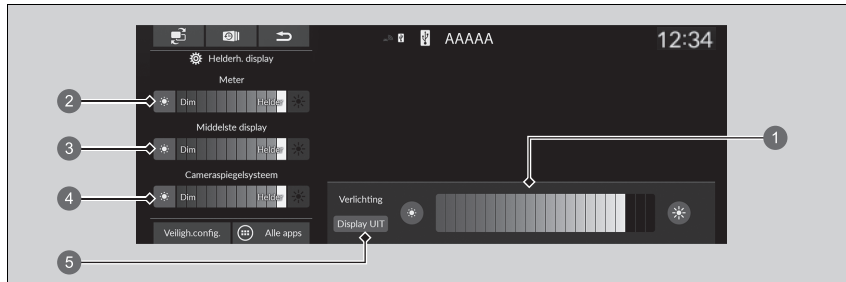 AAAAA
12:34
Helderh. display
Meter
Dim Helder
Middelste display
Dim Helder
Cameraspiegelsysteem
Dim Helder
Veiligh.config.
Alle apps
Verlichting
Display UIT
1
2
3
4
5